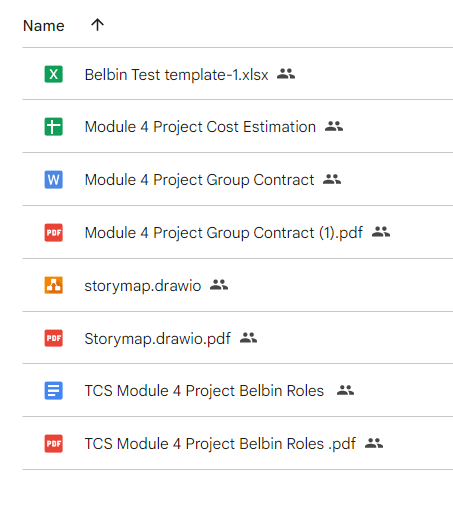 Name
X Belbin Test template-1.xlsx
Module 4 Project Cost Estimation
W Module 4 Project Group Contract
PDF Module 4 Project Group Contract (1).pdf
storymap.drawio
PDF Storymap.drawio.pdf
TCS Module 4 Project Belbin Roles
PDF TCS Module 4 Project Belbin Roles .pdf